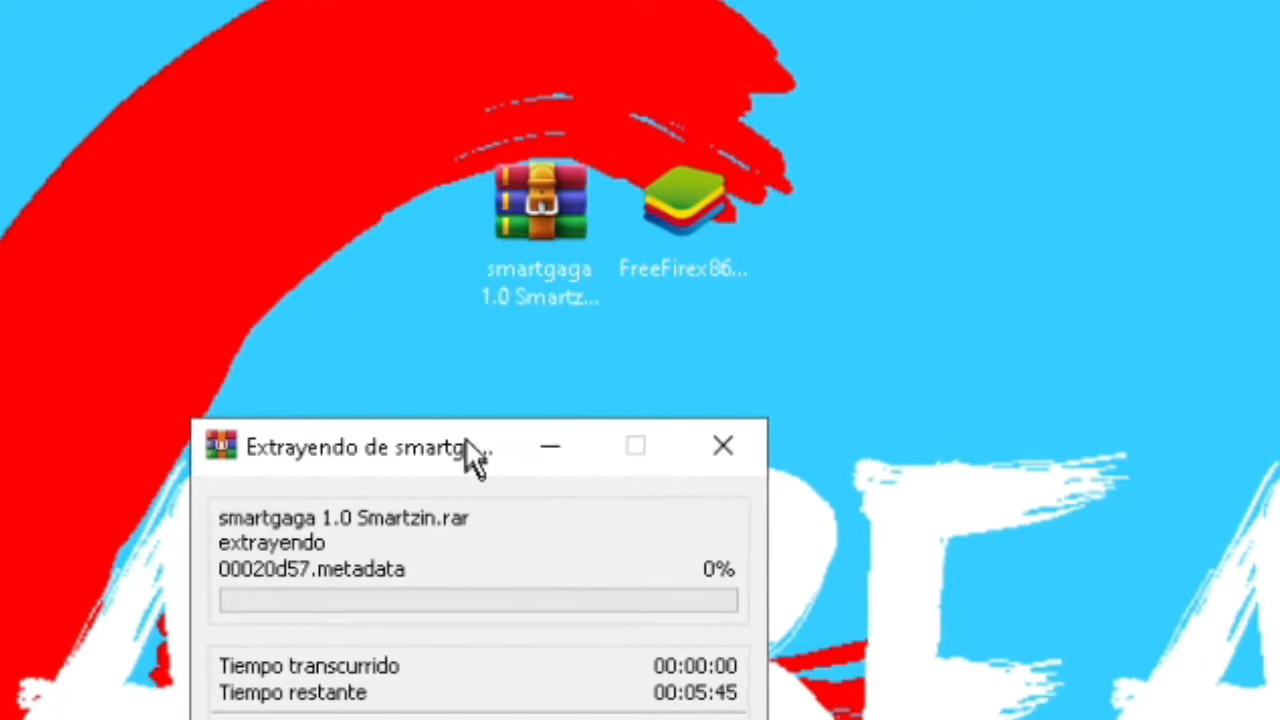 smartgaga
1.0 Smartz...
FreeFirex86...
Extrayendo de smartg...
smartgaga 1.0 Smartzin.rar
extrayendo
00020d57.metadata 0%
Tiempo transcurrido 00:00:00
Tiempo restante 00:05:45